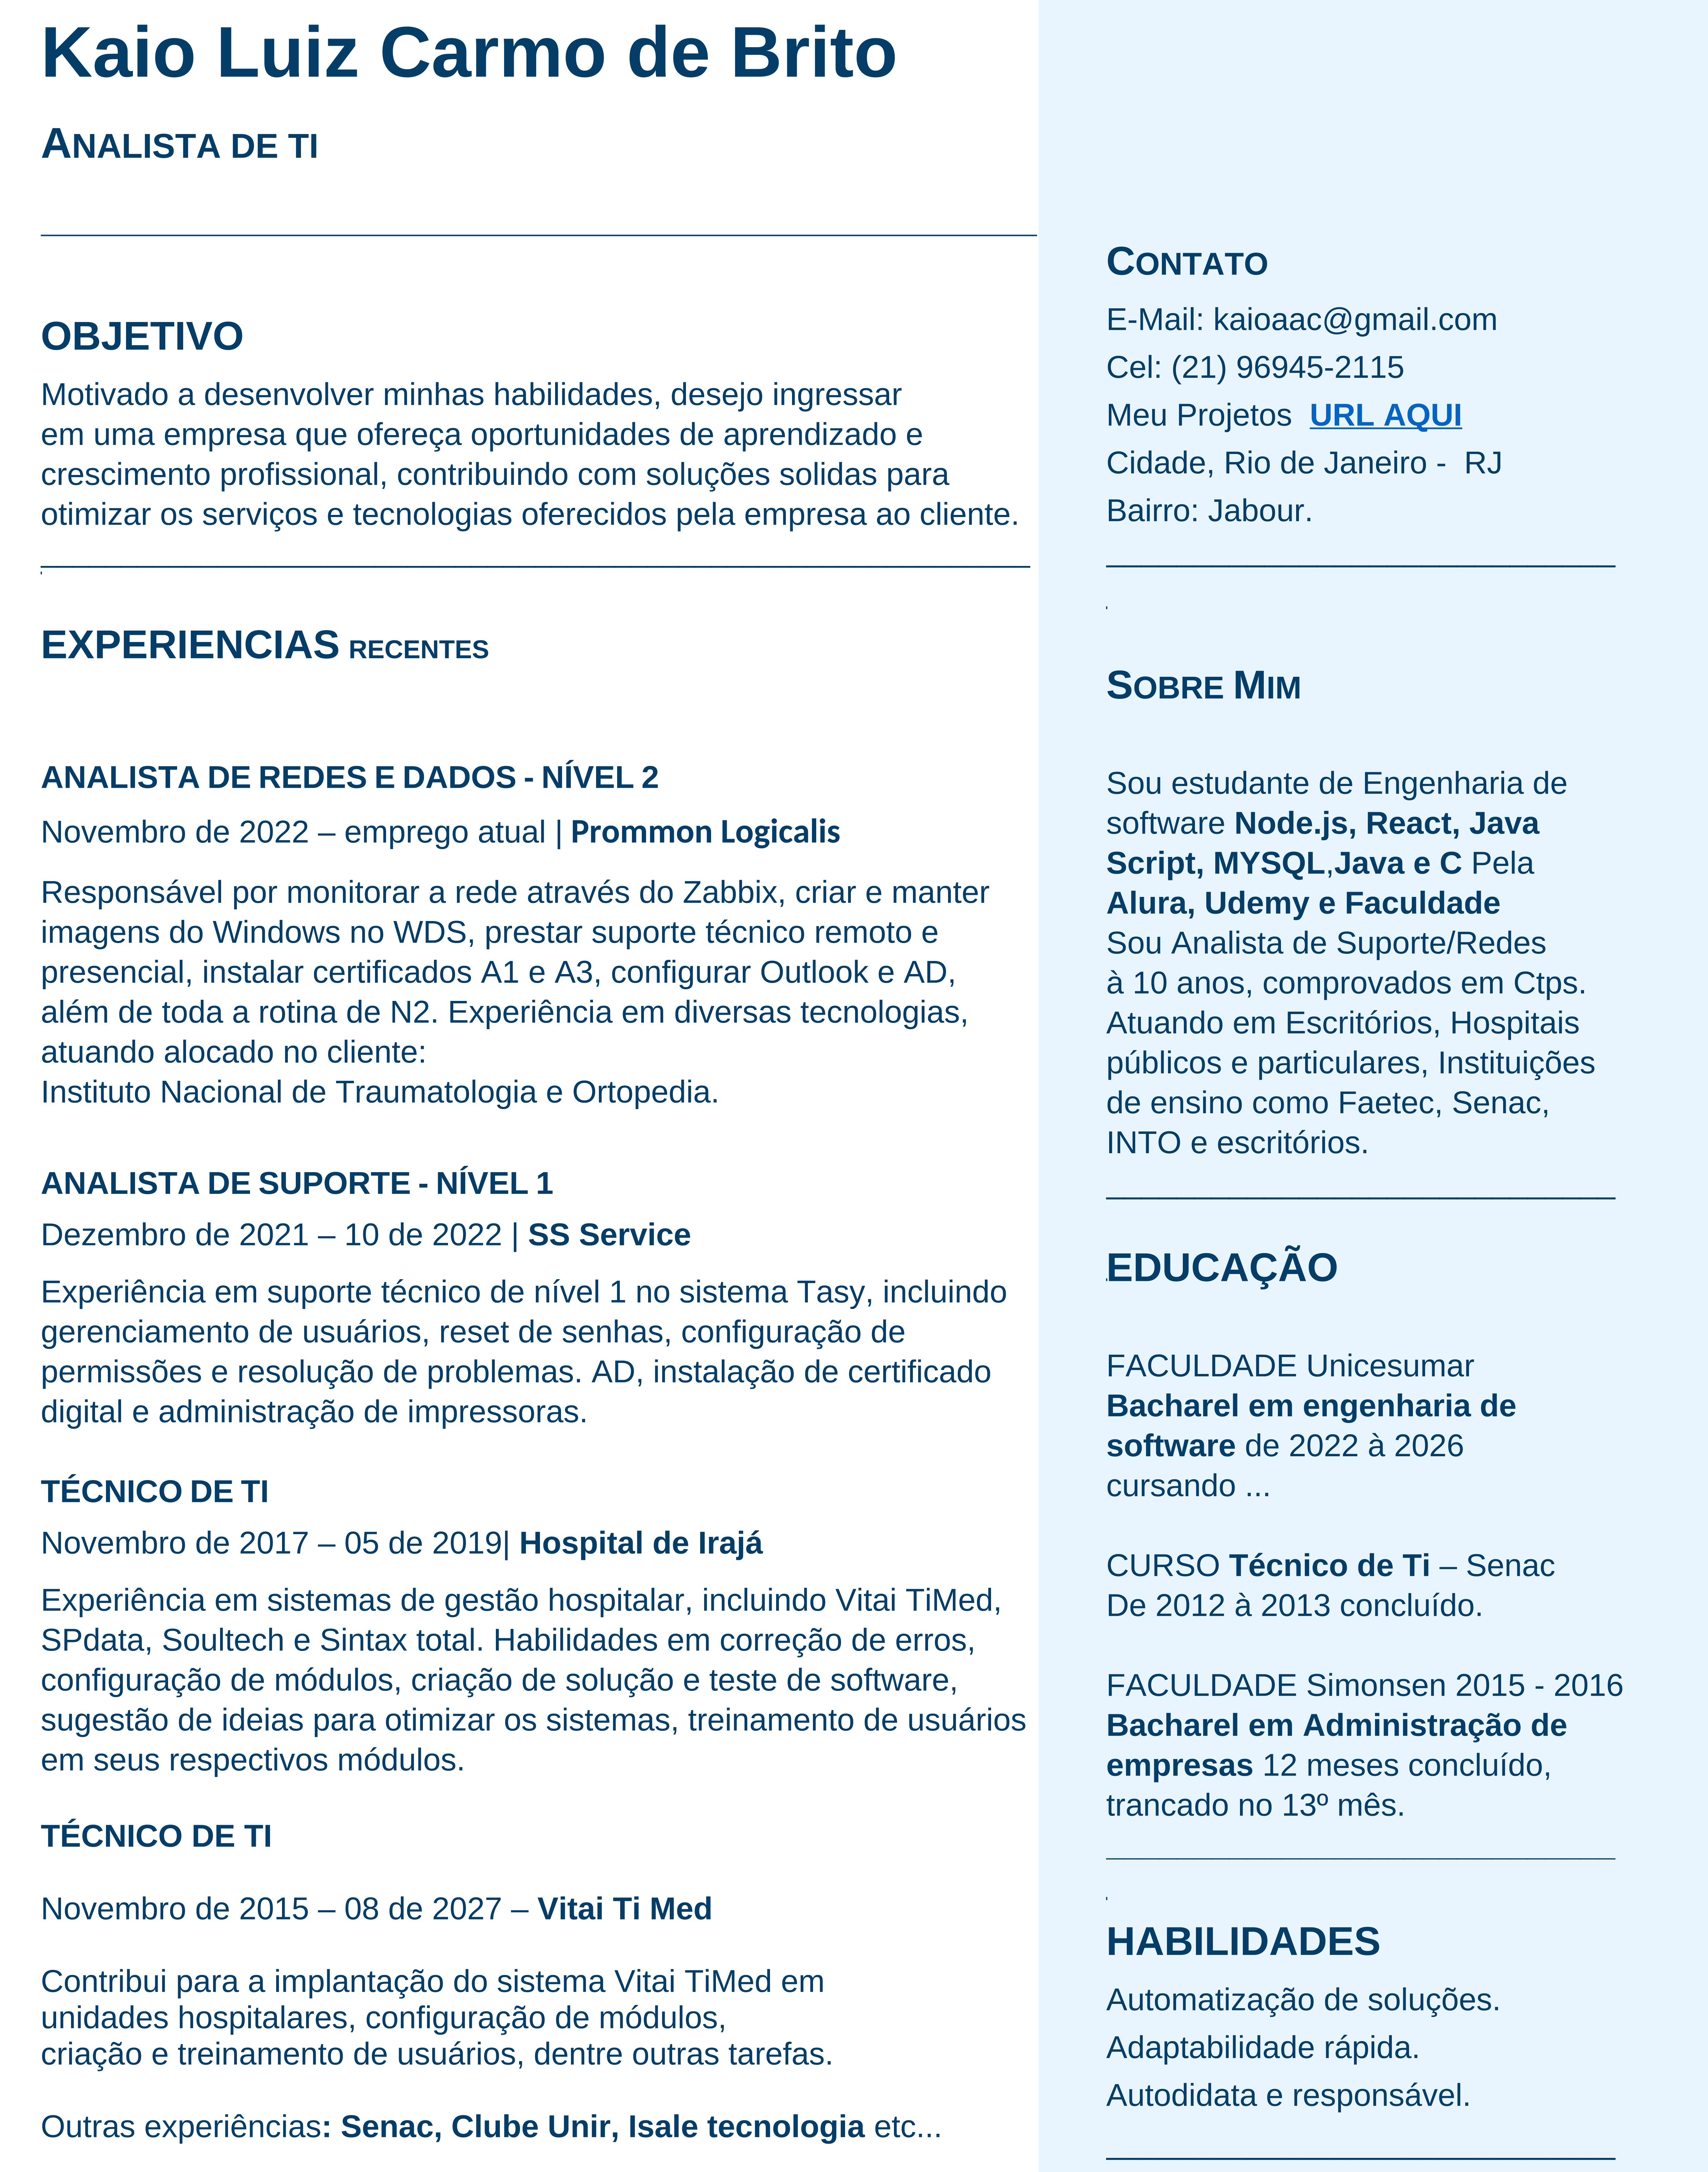 Kaio Luiz Carmo de Brito
ANALISTA DE TI
OBJETIVO
Motivado a desenvolver minhas habilidades, desejo ingressar
em uma empresa que ofereça oportunidades de aprendizado e
crescimento profissional, contribuindo com soluções solidas para
otimizar os serviços e tecnologias oferecidos pela empresa ao cliente.
EXPERIENCIAS RECENTES
ANALISTA DE REDES E DADOS - NÍVEL 2
Novembro de 2022 – emprego atual | Prommon Logicalis
Responsável por monitorar a rede através do Zabbix, criar e manter
imagens do Windows no WDS, prestar suporte técnico remoto e
presencial, instalar certificados A1 e A3, configurar Outlook e AD,
além de toda a rotina de N2. Experiência em diversas tecnologias,
atuando alocado no cliente:
Instituto Nacional de Traumatologia e Ortopedia.
ANALISTA DE SUPORTE - NÍVEL 1
Dezembro de 2021 – 10 de 2022 | SS Service
Experiência em suporte técnico de nível 1 no sistema Tasy, incluindo
gerenciamento de usuários, reset de senhas, configuração de
permissões e resolução de problemas. AD, instalação de certificado
digital e administração de impressoras.
TÉCNICO DE TI
Novembro de 2017 – 05 de 2019| Hospital de Irajá
Experiência em sistemas de gestão hospitalar, incluindo Vitai TiMed,
SPdata, Soultech e Sintax total. Habilidades em correção de erros,
configuração de módulos, criação de solução e teste de software,
sugestão de ideias para otimizar os sistemas, treinamento de usuários
em seus respectivos módulos.
TÉCNICO DE TI
Novembro de 2015 – 08 de 2027 – Vitai Ti Med
Contribui para a implantação do sistema Vitai TiMed em
unidades hospitalares, configuração de módulos,
criação e treinamento de usuários, dentre outras tarefas.
Outras experiências: Senac, Clube Unir, Isale tecnologia etc...
CONTATO
E-Mail: kaioaac@gmail.com
Cel: (21) 96945-2115
Meu Projetos  URL AQUI
Cidade, Rio de Janeiro -  RJ
Bairro: Jabour.
SOBRE MIM
Sou estudante de Engenharia de
software Node.js, React, Java
Script, MYSQL,Java e C Pela
Alura, Udemy e Faculdade
Sou Analista de Suporte/Redes
à 10 anos, comprovados em Ctps.
Atuando em Escritórios, Hospitais
públicos e particulares, Instituições
de ensino como Faetec, Senac,
INTO e escritórios.
EDUCAÇÃO
FACULDADE Unicesumar
Bacharel em engenharia de
software de 2022 à 2026
cursando ...
CURSO Técnico de Ti – Senac
De 2012 à 2013 concluído.
FACULDADE Simonsen 2015 - 2016
Bacharel em Administração de
empresas 12 meses concluído,
trancado no 13º mês.
HABILIDADES
Automatização de soluções.
Adaptabilidade rápida.
Autodidata e responsável.